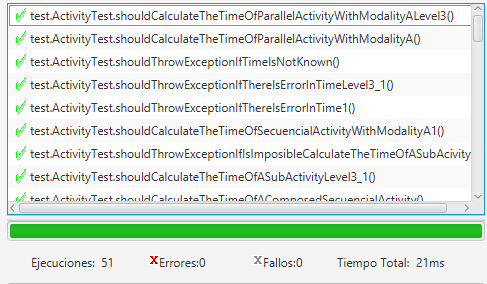 test.ActivityTest.shouldCalculateTheTimeOfParallelActivityWithModalityALevel3()
test.ActivityTest.shouldCalculateTheTimeOfParallelActivityWithModalityA()
test.ActivityTest.shouldThrowExceptionIfTimeIsNotKnown()
test.ActivityTest.shouldThrowExceptionIfThereIsErrorInTimeLevel3_1()
test.ActivityTest.shouldThrowExceptionIfThereIsErrorInTime1()
test.ActivityTest.shouldCalculateTheTimeOfSecuencialActivityWithModalityA1()
test.ActivityTest.shouldThrowExceptionIfIsImposibleCalculateTheTimeOfASubActivity
test.ActivityTest.shouldCalculateTheTimeOfASubActivityLevel3_1()
test.ActivityTest.shouldCalculateTheTimeOfAComposedSecuencialActivity()
Ejecuciones: 51 Errores:0 Fallos:0 Tiempo Total: 21ms